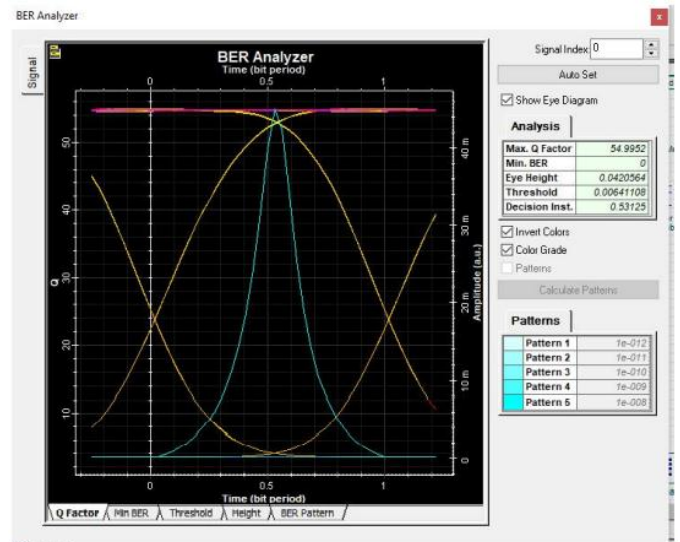 BER Analyzer
x
Signal
BER Analyzer
Time (bit period)
0 0.5 1
Q
50
40
30
20
10
40 m
30 m
20 m
10 m
0
Amplitude (a.u.)
0 0.5 1
Time (bit period)
Q Factor Min BER Threshold Height BER Pattern
Signal Index: 0
Auto Set
Show Eye Diagram
Analysis
Max. Q Factor 54.9952
Min. BER 0
Eye Height 0.0420564
Threshold 0.00641108
Decision Inst. 0.53125
Invert Colors
Color Grade
Patterns
Calculate Patterns
Patterns
Pattern 1 1e-012
Pattern 2 1e-011
Pattern 3 1e-010
Pattern 4 1e-009
Pattern 5 1e-008